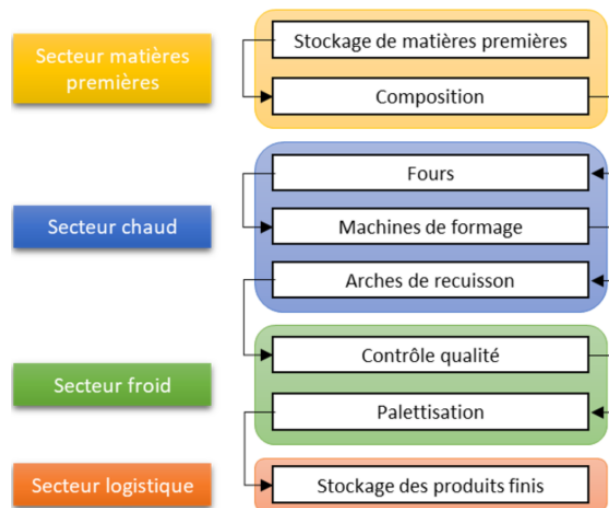 Secteur matières
premières
Stockage de matières premières
Composition
Secteur chaud
Fours
Machines de formage
Arches de recuisson
Secteur froid
Contrôle qualité
Palettisation
Secteur logistique
Stockage des produits finis